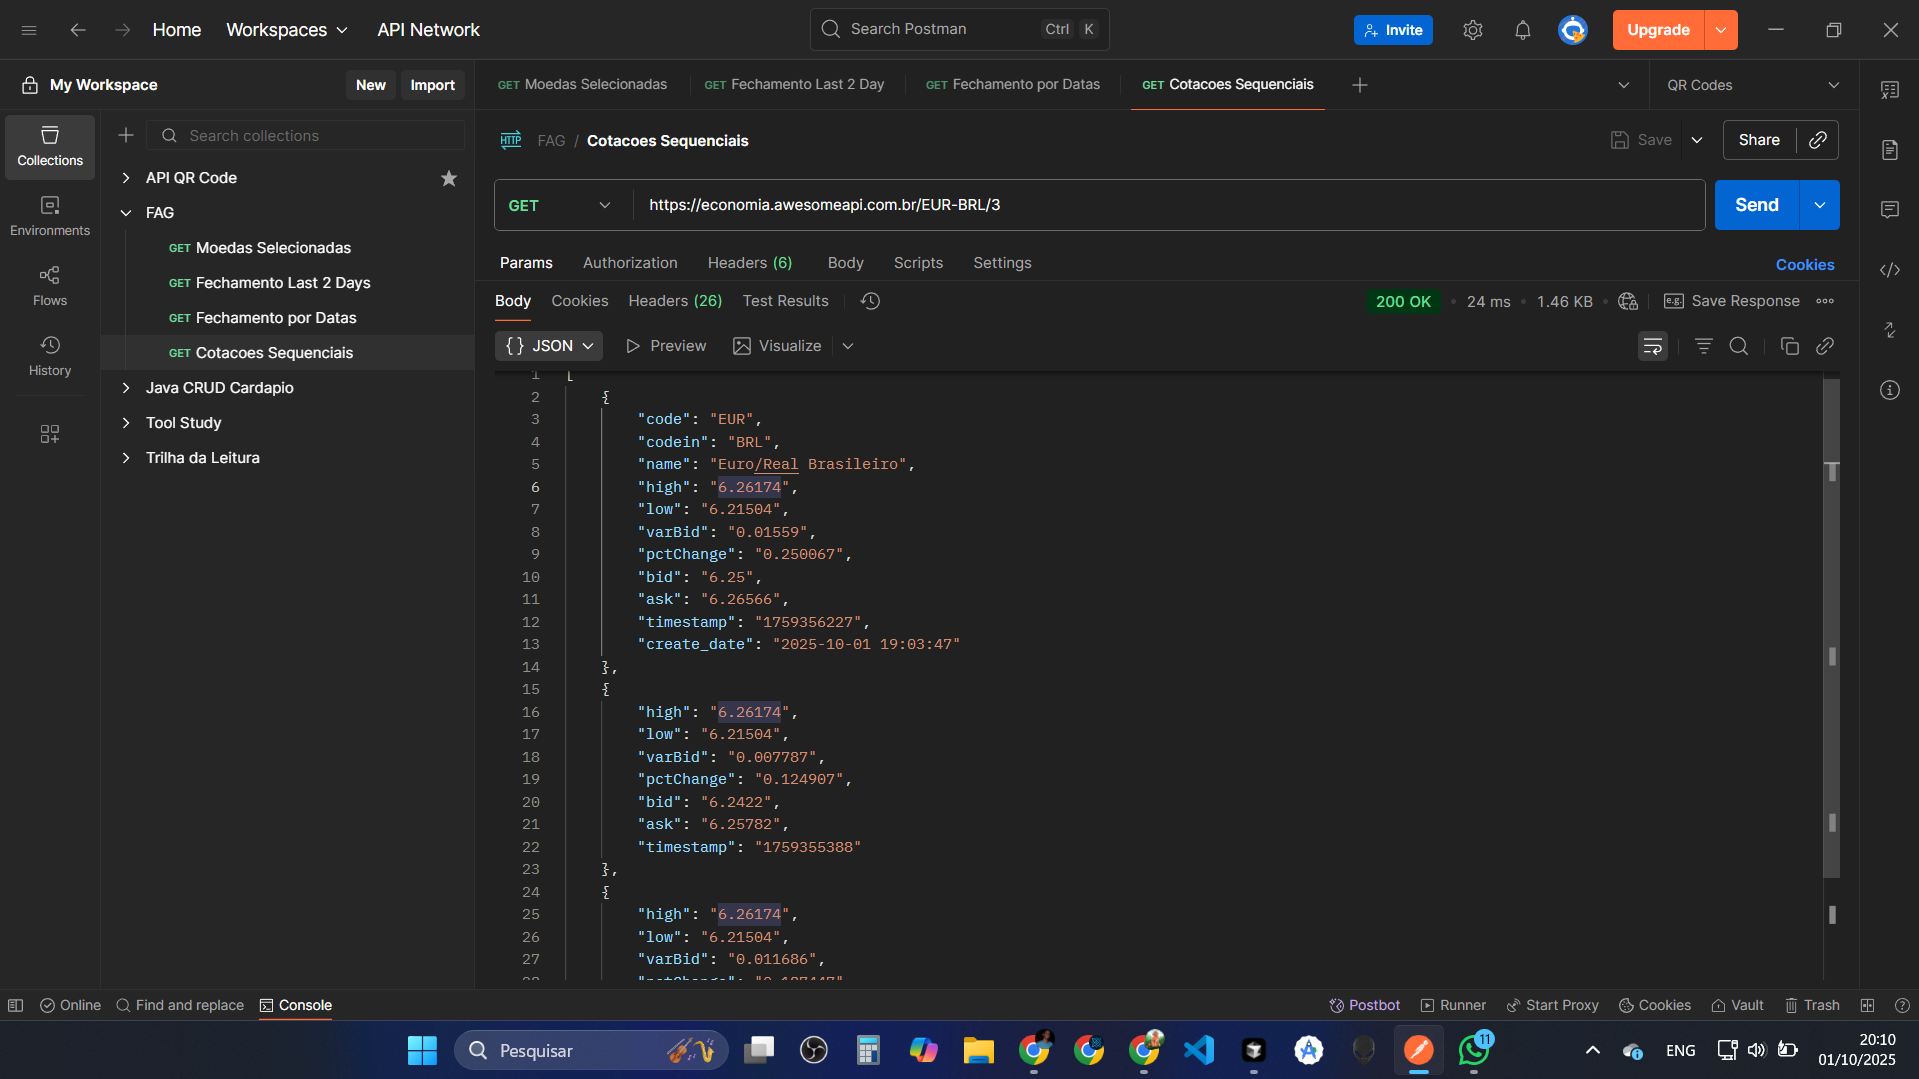 Home
Workspaces
API Network
Search Postman
Ctrl K
Invite
Upgrade
My Workspace
New
Import
GET Moedas Selecionadas
GET Fechamento Last 2 Day
GET Fechamento por Datas
GET Cotacoes Sequenciais
QR Codes
Collections
Environments
Flows
History
Search collections
API QR Code
FAG
GET Moedas Selecionadas
GET Fechamento Last 2 Days
GET Fechamento por Datas
GET Cotacoes Sequenciais
Java CRUD Cardapio
Tool Study
Trilha da Leitura
HTTP FAG / Cotacoes Sequenciais
Save
Share
GET
https://economia.awesomeapi.com.br/EUR-BRL/3
Send
Params Authorization Headers (6) Body Scripts Settings
Cookies
Body Cookies Headers (26) Test Results
200 OK • 24 ms • 1.46 KB
e.g. Save Response
{} JSON
Preview
Visualize
1 [
2 {
3 "code": "EUR",
4 "codein": "BRL",
5 "name": "Euro/Real Brasileiro",
6 "high": "6.26174",
7 "low": "6.21504",
8 "varBid": "0.01559",
9 "pctChange": "0.250067",
10 "bid": "6.25",
11 "ask": "6.26566",
12 "timestamp": "1759356227",
13 "create_date": "2025-10-01 19:03:47"
14 },
15 {
16 "high": "6.26174",
17 "low": "6.21504",
18 "varBid": "0.007787",
19 "pctChange": "0.124907",
20 "bid": "6.2422",
21 "ask": "6.25782",
22 "timestamp": "1759355388"
23 },
24 {
25 "high": "6.26174",
26 "low": "6.21504",
27 "varBid": "0.011686",
Online
Find and replace
Console
Postbot
Runner
Start Proxy
Cookies
Vault
Trash
Pesquisar
11
ENG
20:10
01/10/2025